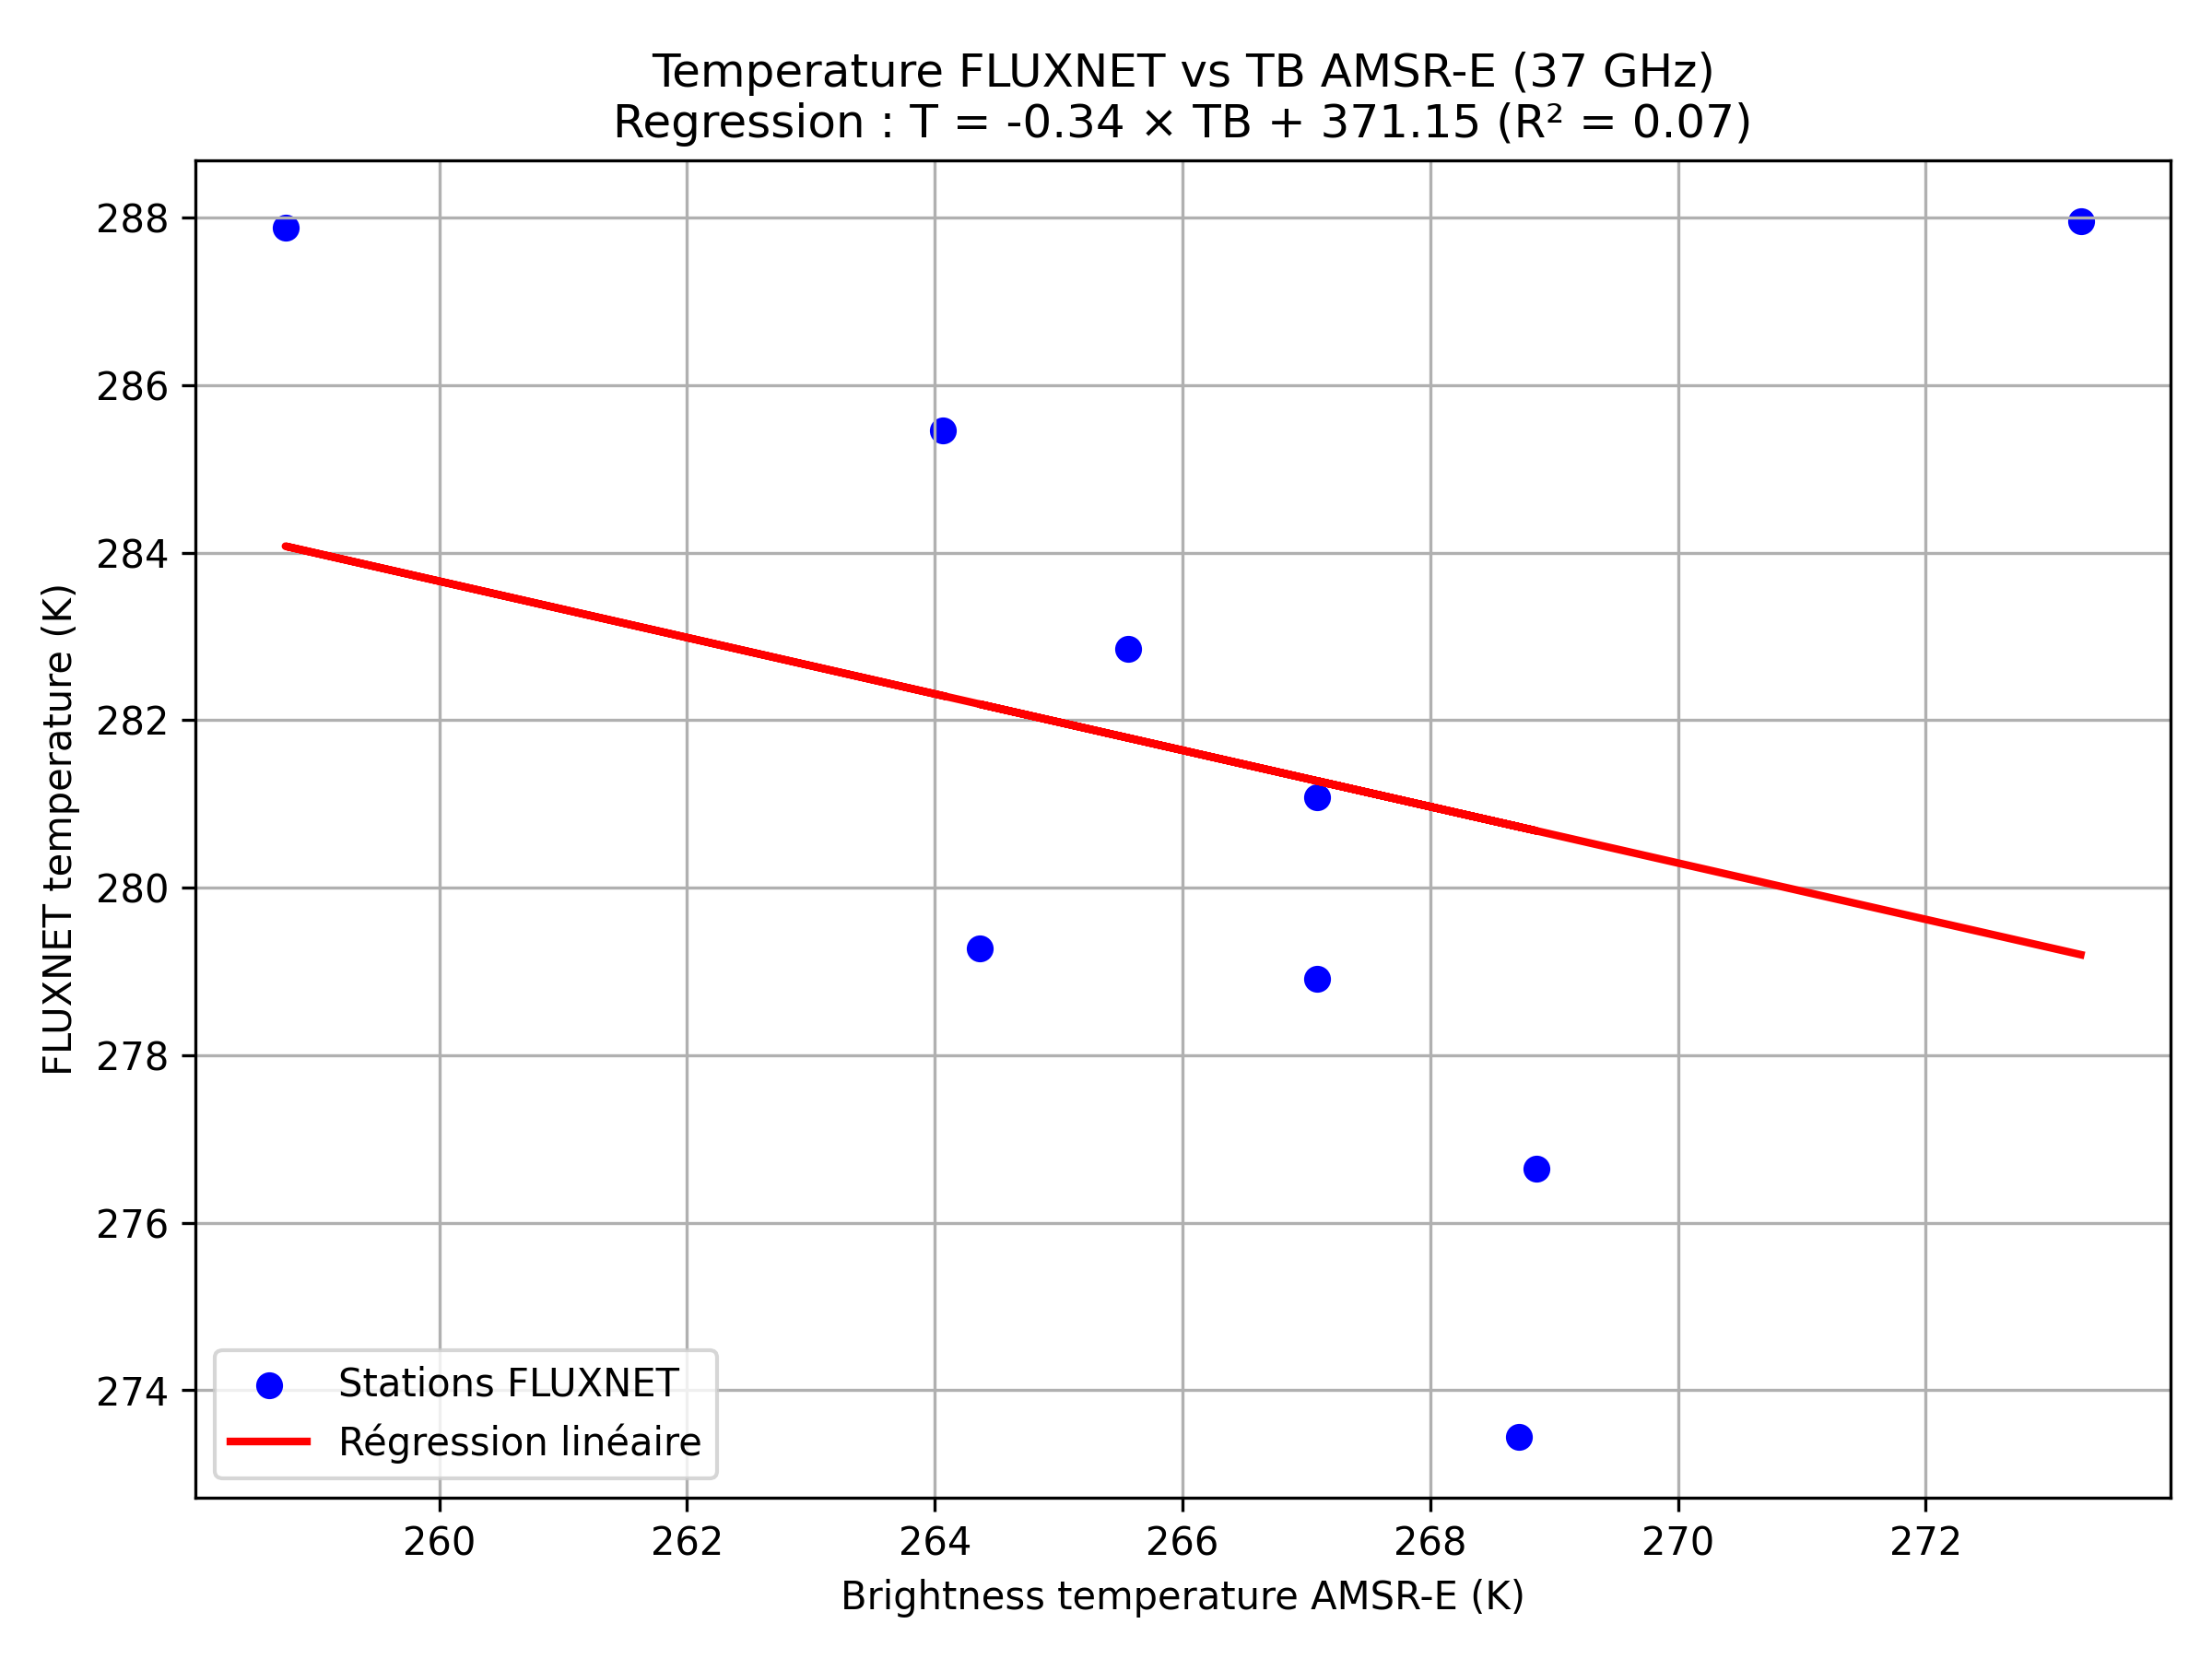 Temperature FLUXNET vs TB AMSR-E (37 GHz)
Regression : T = -0.34 × TB + 371.15 (R² = 0.07)
FLUXNET temperature (K)
288
286
284
282
280
278
276
274
Stations FLUXNET
Régression linéaire
260 262 264 266 268 270 272
Brightness temperature AMSR-E (K)